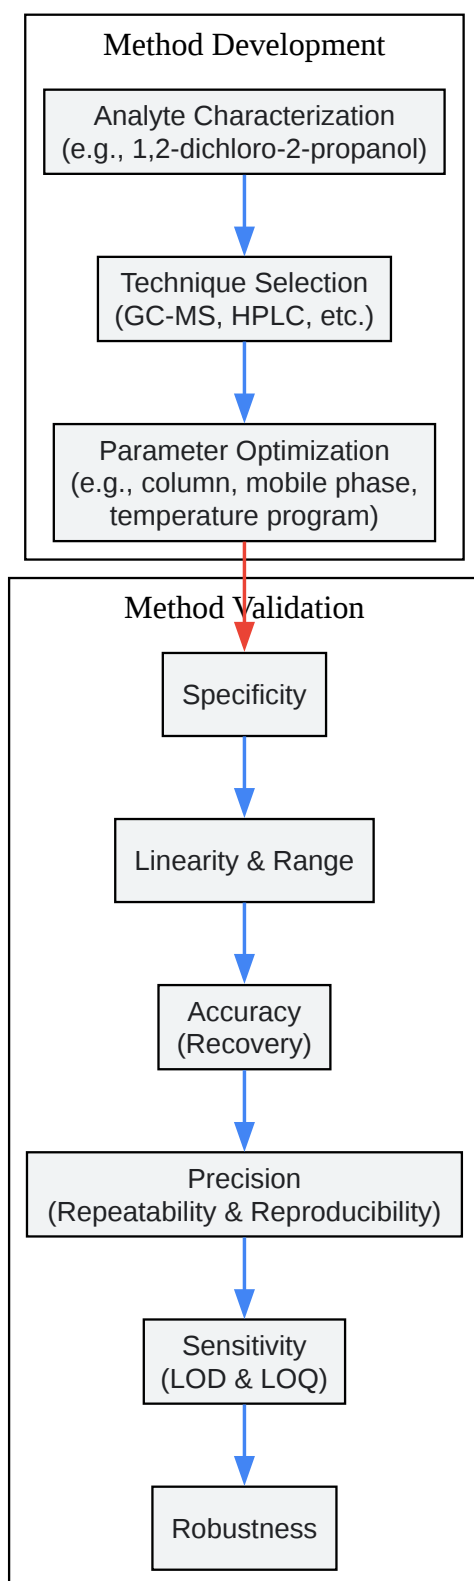 Method Development
Analyte Characterization
(e.g., 1,2-dichloro-2-propanol)
Technique Selection
(GC-MS, HPLC, etc.)
Parameter Optimization
(e.g., column, mobile phase,
temperature program)
Method Validation
Specificity
Linearity & Range
Accuracy
(Recovery)
Precision
(Repeatability & Reproducibility)
Sensitivity
(LOD & LOQ)
Robustness